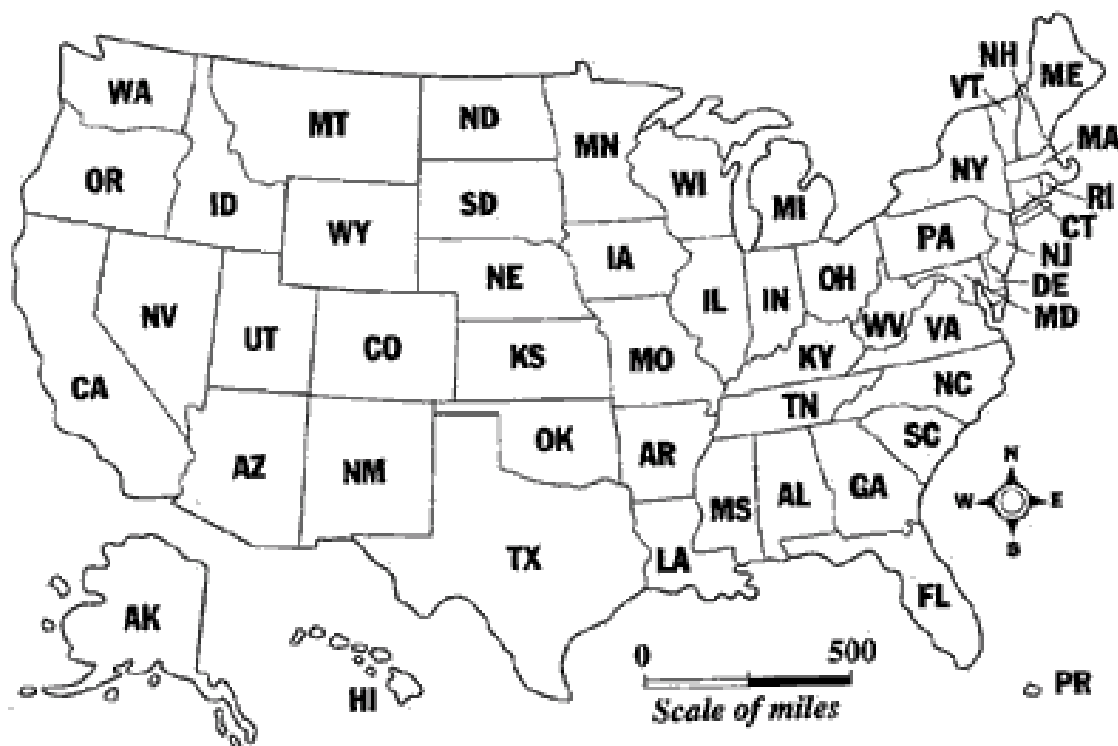 NH
VT
ME
WA
MT
ND
MN
MA
OR
ID
SD
WI
NY
RI
MI
WY
CT
PA
NJ
IA
NE
OH
DE
IL
IN
MD
NV
WV
VA
UT
CO
KS
MO
KY
CA
NC
TN
OK
SC
AR
AZ
NM
GA
N
MS
AL
W E
S
TX
LA
FL
AK
0 500
PR
HI
Scale of miles